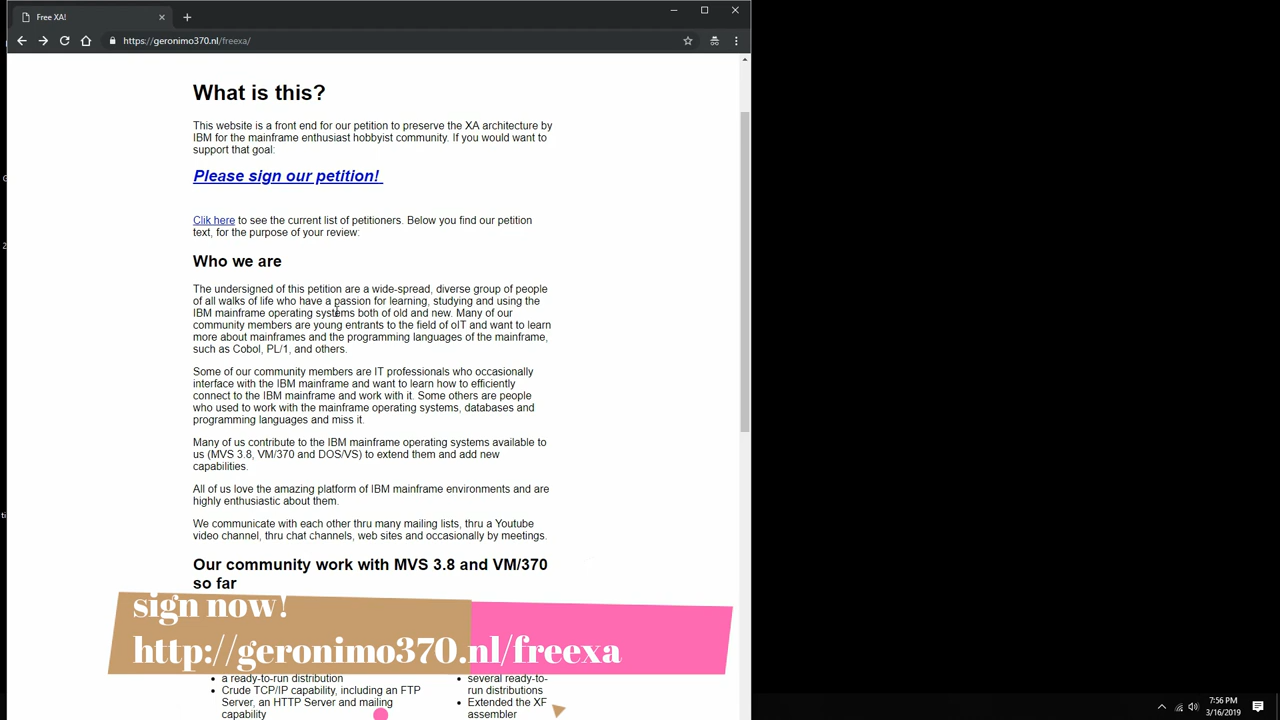 Free XA!
https://geronimo370.nl/freexa/
What is this?
This website is a front end for our petition to preserve the XA architecture by
IBM for the mainframe enthusiast hobbyist community. If you would want to
support that goal:
Please sign our petition!
Clik here to see the current list of petitioners. Below you find our petition
text, for the purpose of your review:
Who we are
The undersigned of this petition are a wide-spread, diverse group of people
of all walks of life who have a passion for learning, studying and using the
IBM mainframe operating systems both of old and new. Many of our
community members are young entrants to the field of oIT and want to learn
more about mainframes and the programming languages of the mainframe,
such as Cobol, PL/1, and others.
Some of our community members are IT professionals who occasionally
interface with the IBM mainframe and want to learn how to efficiently
connect to the IBM mainframe and work with it. Some others are people
who used to work with the mainframe operating systems, databases and
programming languages and miss it.
Many of us contribute to the IBM mainframe operating systems available to
us (MVS 3.8, VM/370 and DOS/VS) to extend them and add new
capabilities.
All of us love the amazing platform of IBM mainframe environments and are
highly enthusiastic about them.
We communicate with each other thru many mailing lists, thru a Youtube
video channel, thru chat channels, web sites and occasionally by meetings.
Our community work with MVS 3.8 and VM/370
so far
sign now!
http://geronimo370.nl/freexa
a ready-to-run distribution
Crude TCP/IP capability, including an FTP
Server, an HTTP Server and mailing
capability
several ready-to-
run distributions
Extended the XF
assembler
7:56 PM
3/16/2019